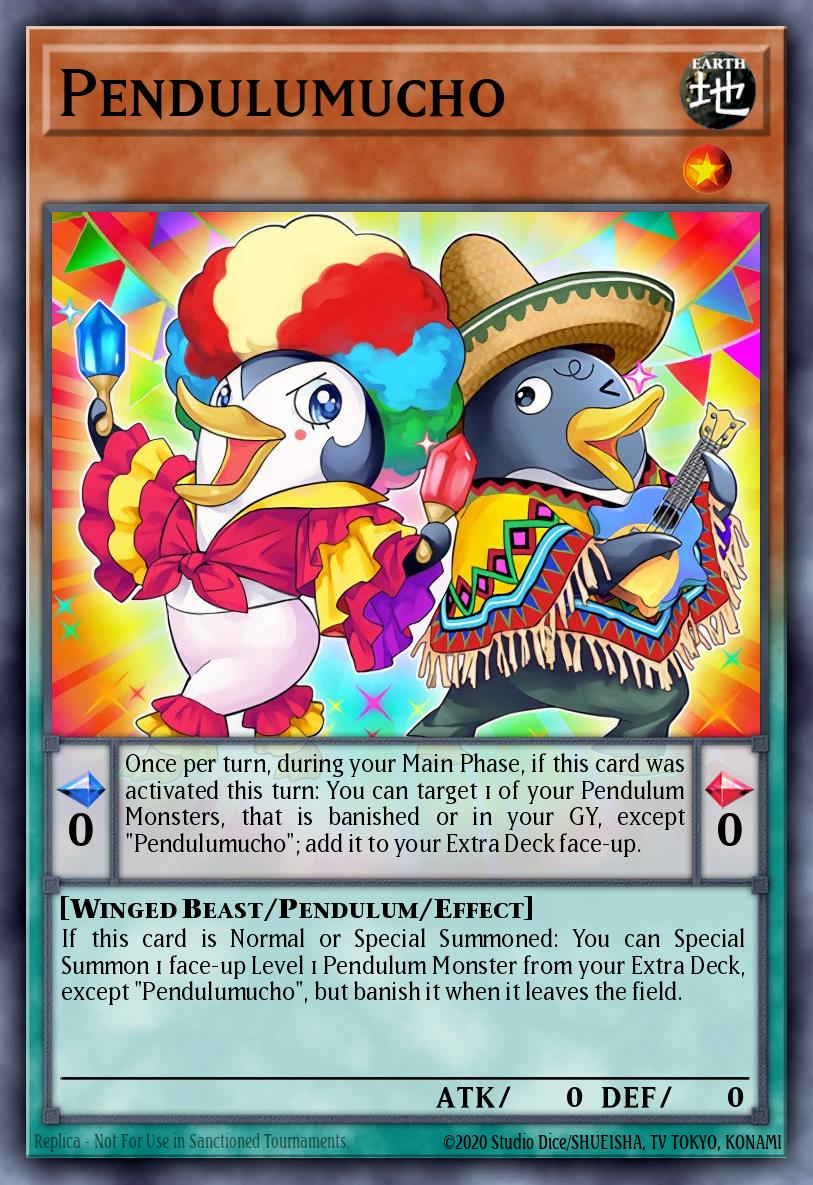 Pendulumucho
EARTH
地
Once per turn, during your Main Phase, if this card was
activated this turn: You can target 1 of your Pendulum
Monsters, that is banished or in your GY, except
"Pendulumucho"; add it to your Extra Deck face-up.
0
0
[Winged Beast/Pendulum/Effect]
If this card is Normal or Special Summoned: You can Special
Summon 1 face-up Level 1 Pendulum Monster from your Extra Deck,
except "Pendulumucho", but banish it when it leaves the field.
ATK/ 0 DEF/ 0
Replica - Not For Use in Sanctioned Tournaments.
©2020 Studio Dice/SHUEISHA, TV TOKYO, KONAMI